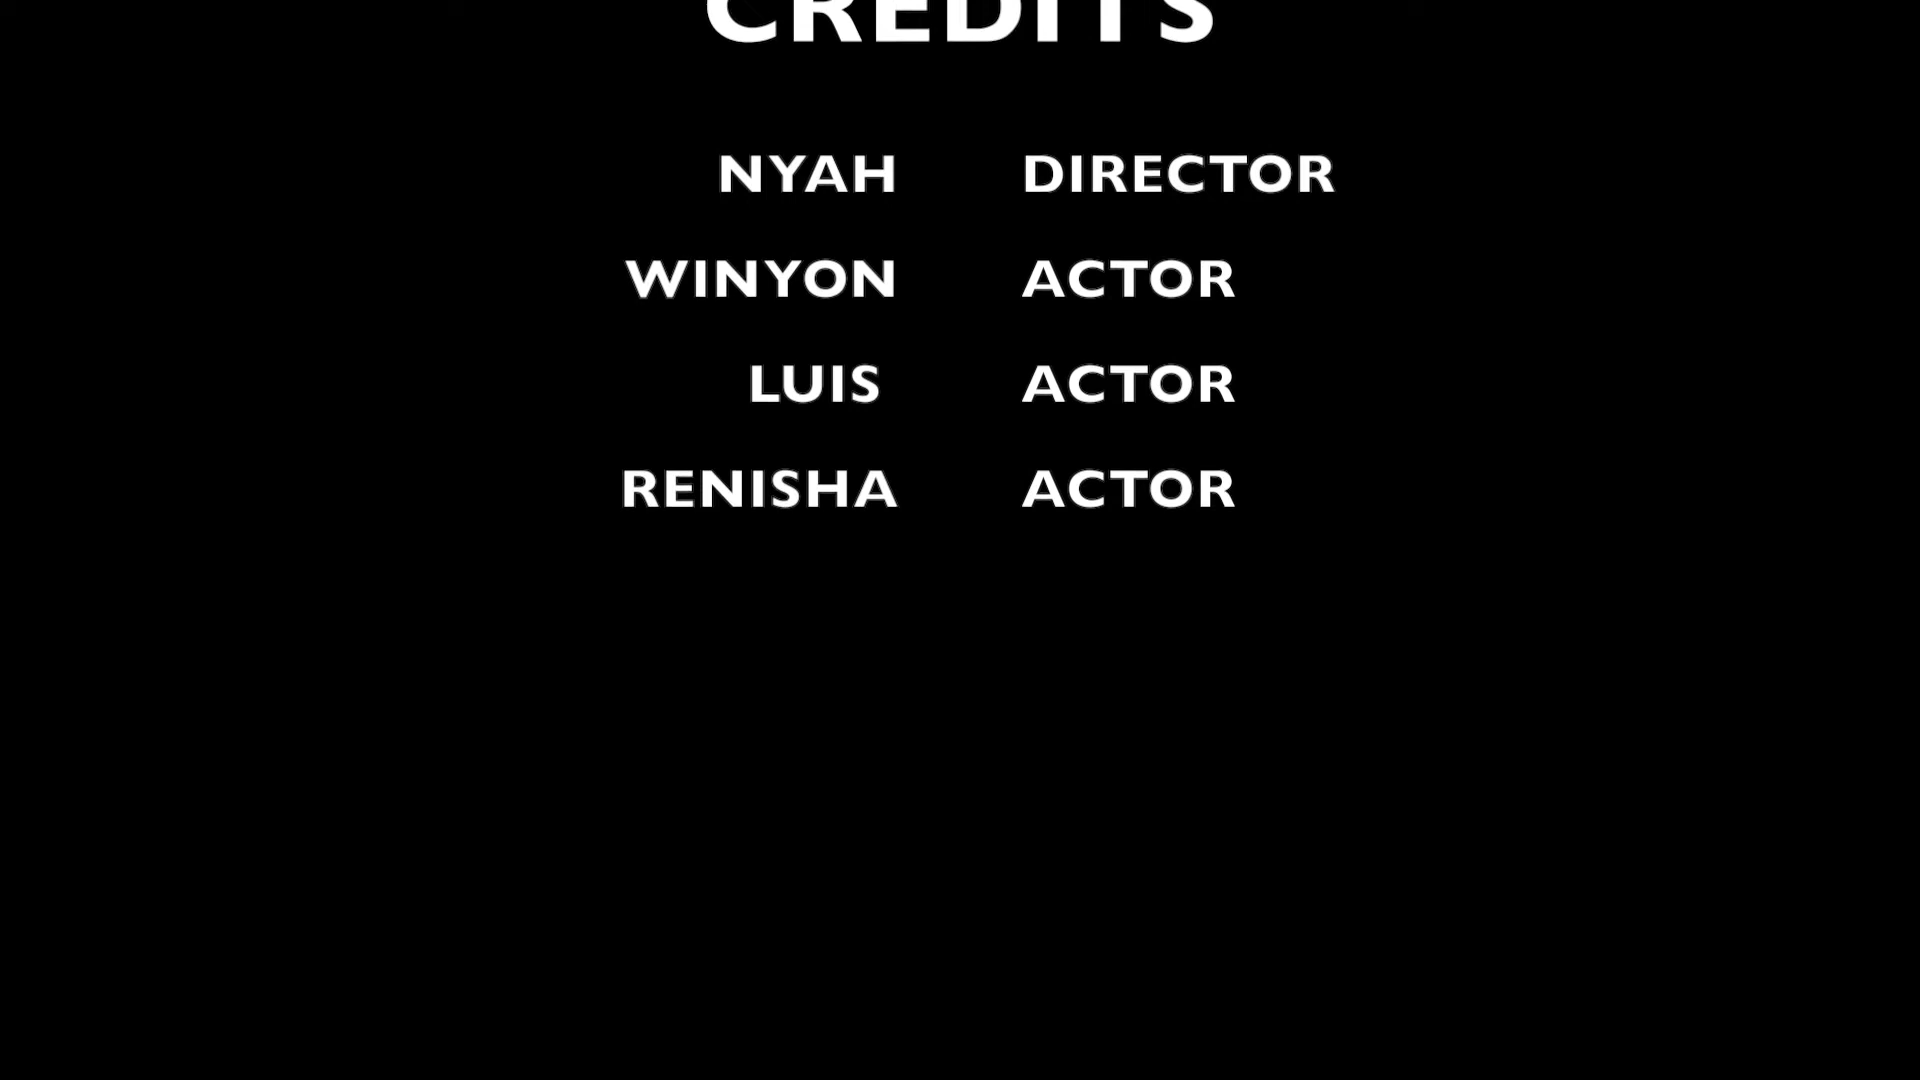 CREDITS
NYAH DIRECTOR
WINYON ACTOR
LUIS ACTOR
RENISHA ACTOR